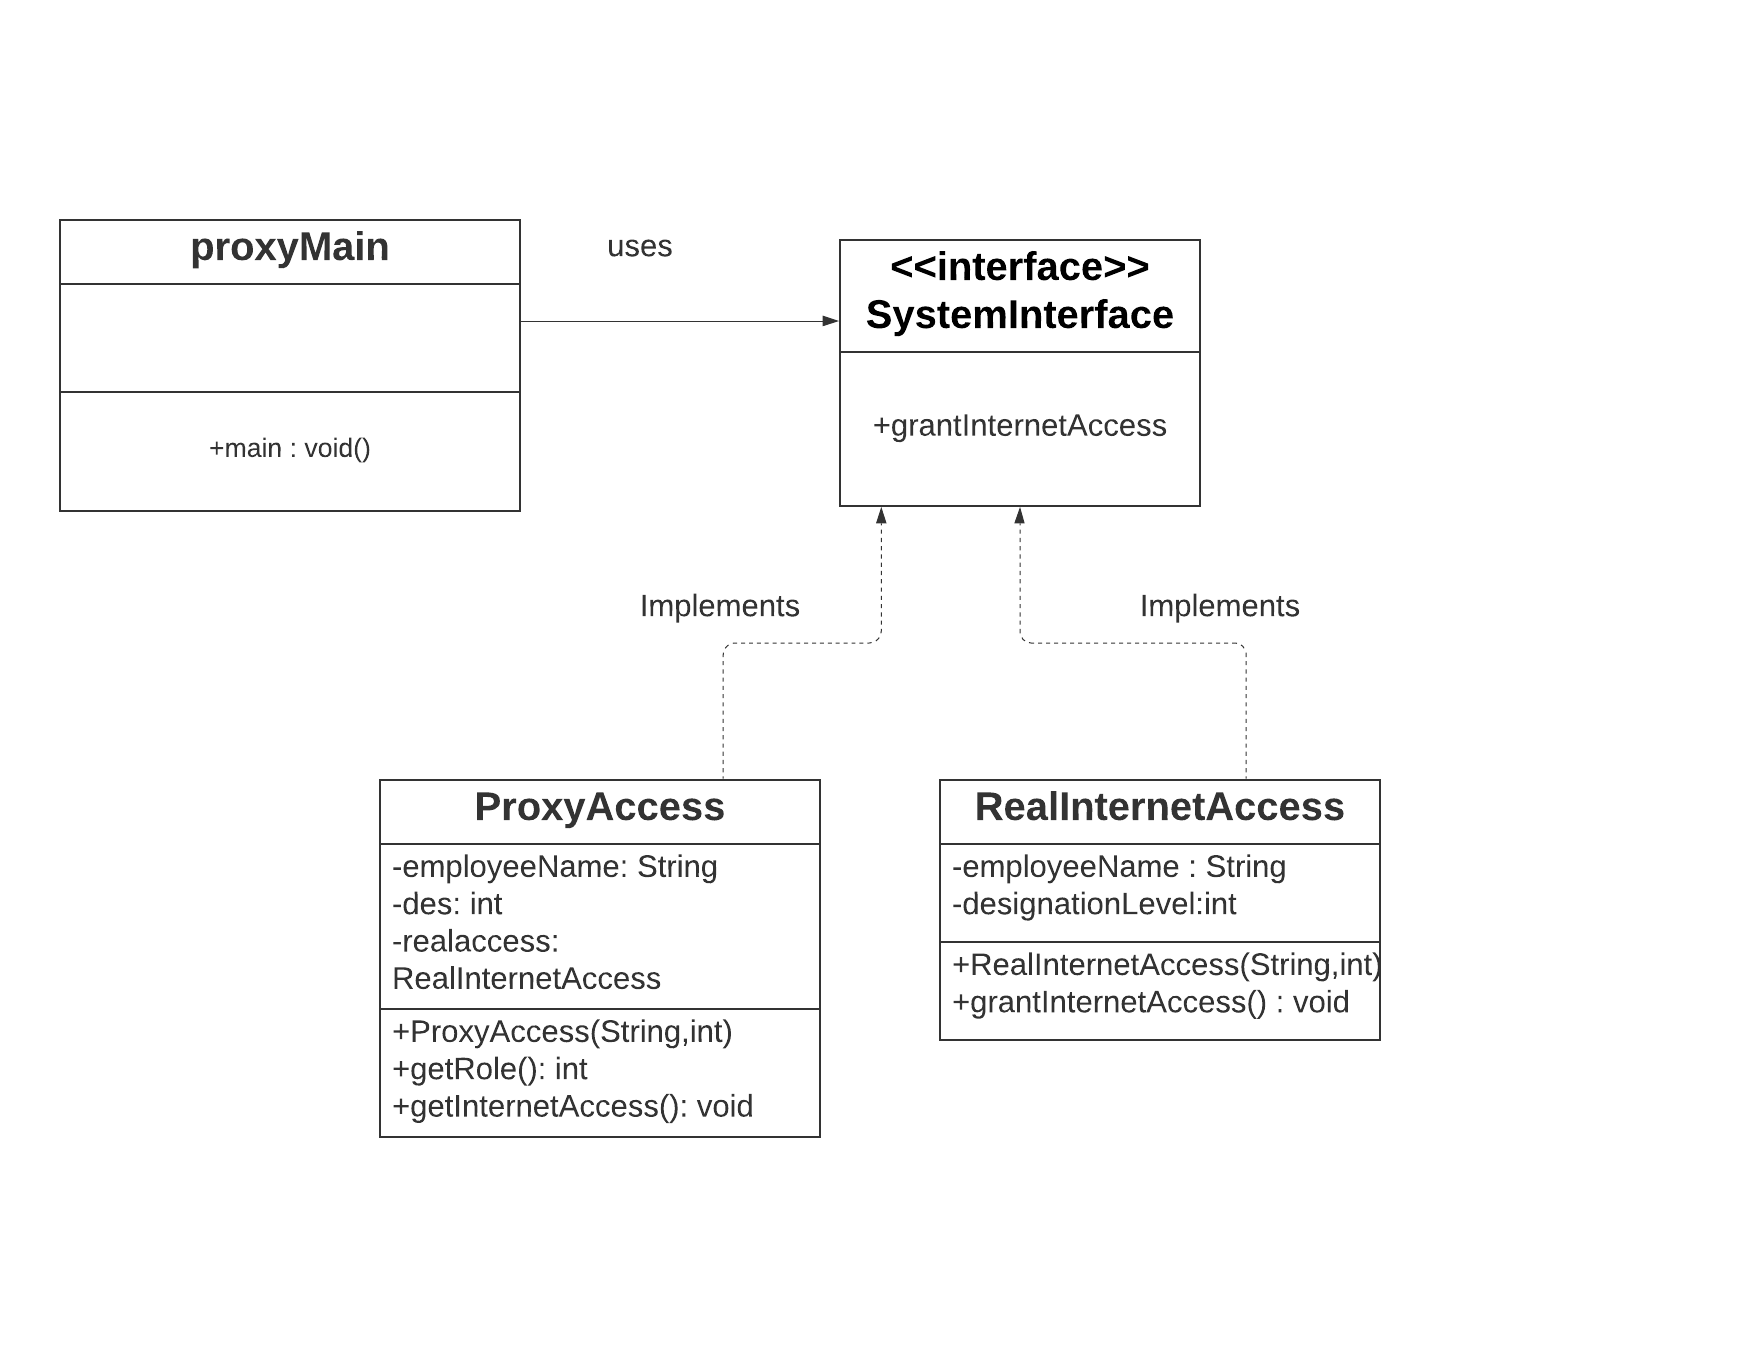 proxyMain
+main : void()
uses
<<interface>>
SystemInterface
+grantInternetAccess
Implements
Implements
ProxyAccess
-employeeName: String
-des: int
-realaccess:
RealInternetAccess
+ProxyAccess(String,int)
+getRole(): int
+getInternetAccess(): void
RealInternetAccess
-employeeName : String
-designationLevel:int
+RealInternetAccess(String,int)
+grantInternetAccess() : void